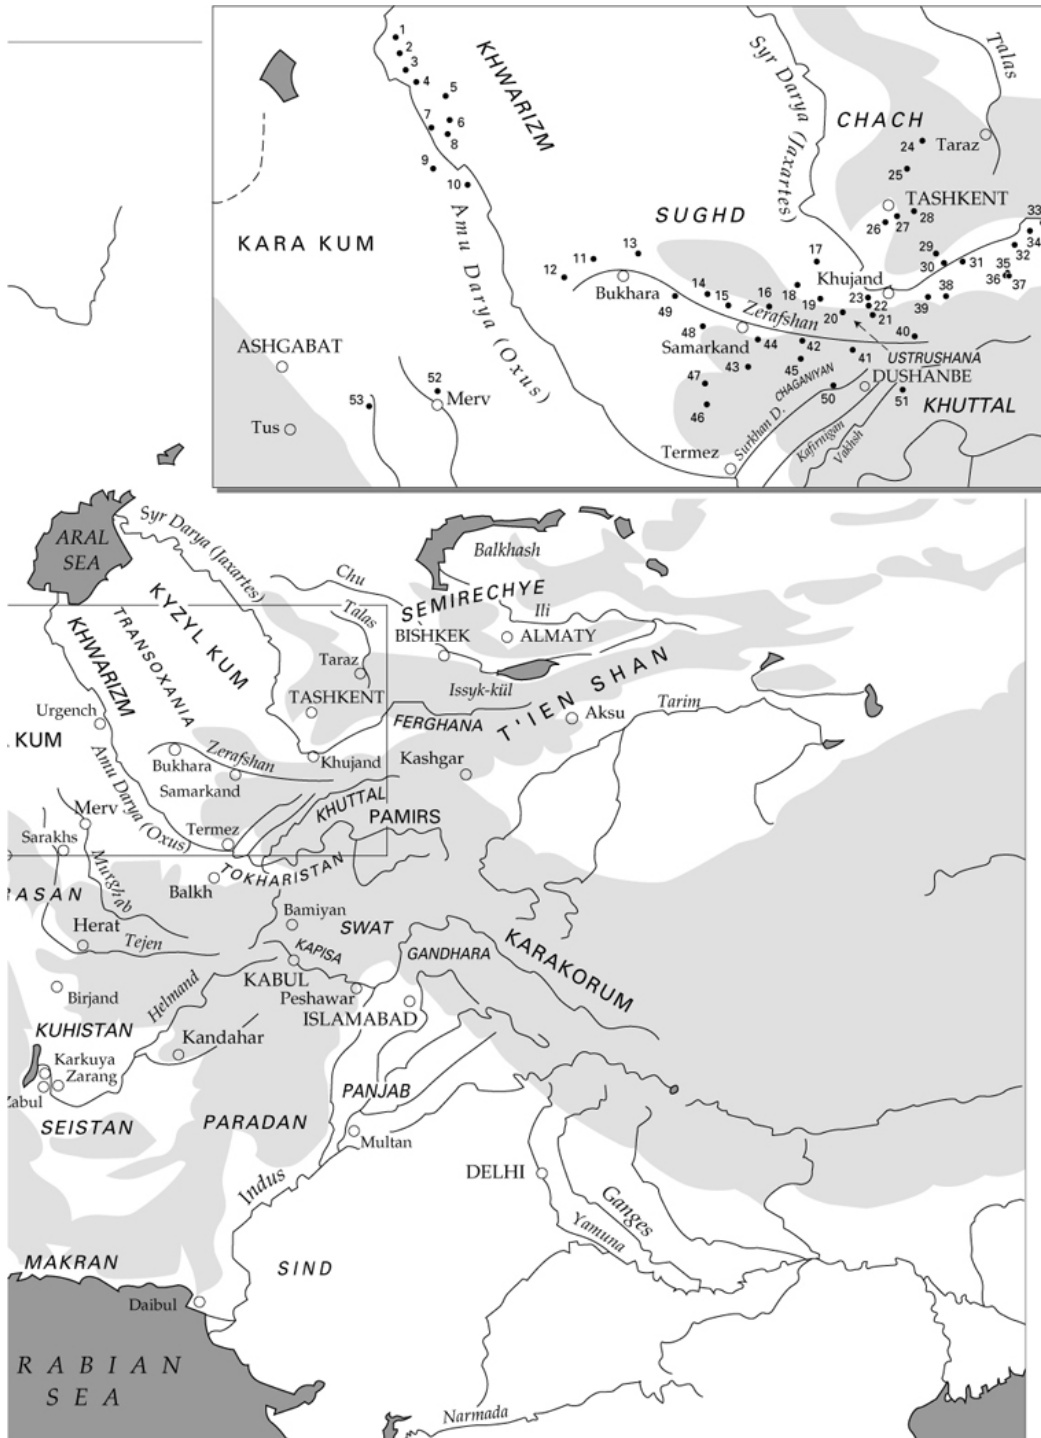 1
2
3
4
5
6
7
8
9
10
KHWARIZM
Syr Darya (Jaxartes)
Talas
CHACH
24
Taraz
25
TASHKENT
26
27
28
SUGHD
KARA KUM
Amu Darya (Oxus)
11
12
13
Bukhara
14
15
16
17
18
19
20
21
22
23
Khujand
29
30
31
32
33
34
35
36
37
38
39
40
49
Zerafshan
48
Samarkand
44
42
43
45
41
47
46
USTRUSHANA
CHAGANIYAN
DUSHANBE
50
51
KHUTTAL
ASHGABAT
Tus
52
53
Merv
Termez
Surkhan D.
Kafirnigan
Vakhsh
ARAL
SEA
Syr Darya (Jaxartes)
Balkhash
Chu
SEMIRECHYE
Ili
Talas
BISHKEK
ALMATY
KYZYL KUM
TRANSOXANIA
KHWARIZM
Taraz
Issyk-kül
T'IEN SHAN
TASHKENT
Urgench
FERGHANA
Aksu
Tarim
KUM
Bukhara
Zerafshan
Khujand
Kashgar
Samarkand
Amu Darya (Oxus)
Merv
KHUTTAL
PAMIRS
Sarakhs
Termez
Murghab
TOKHARISTAN
Balkh
RASAN
Bamiyan
SWAT
Herat
Tejen
KAPISA
GANDHARA
KARAKORUM
KABUL
Birjand
Helmand
Peshawar
ISLAMABAD
KUHISTAN
Kandahar
Karkuya
Zarang
Zabul
PANJAB
SEISTAN
PARADAN
Multan
DELHI
Indus
Ganges
Yamuna
MAKRAN
SIND
Daibul
RABIAN
SEA
Narmada